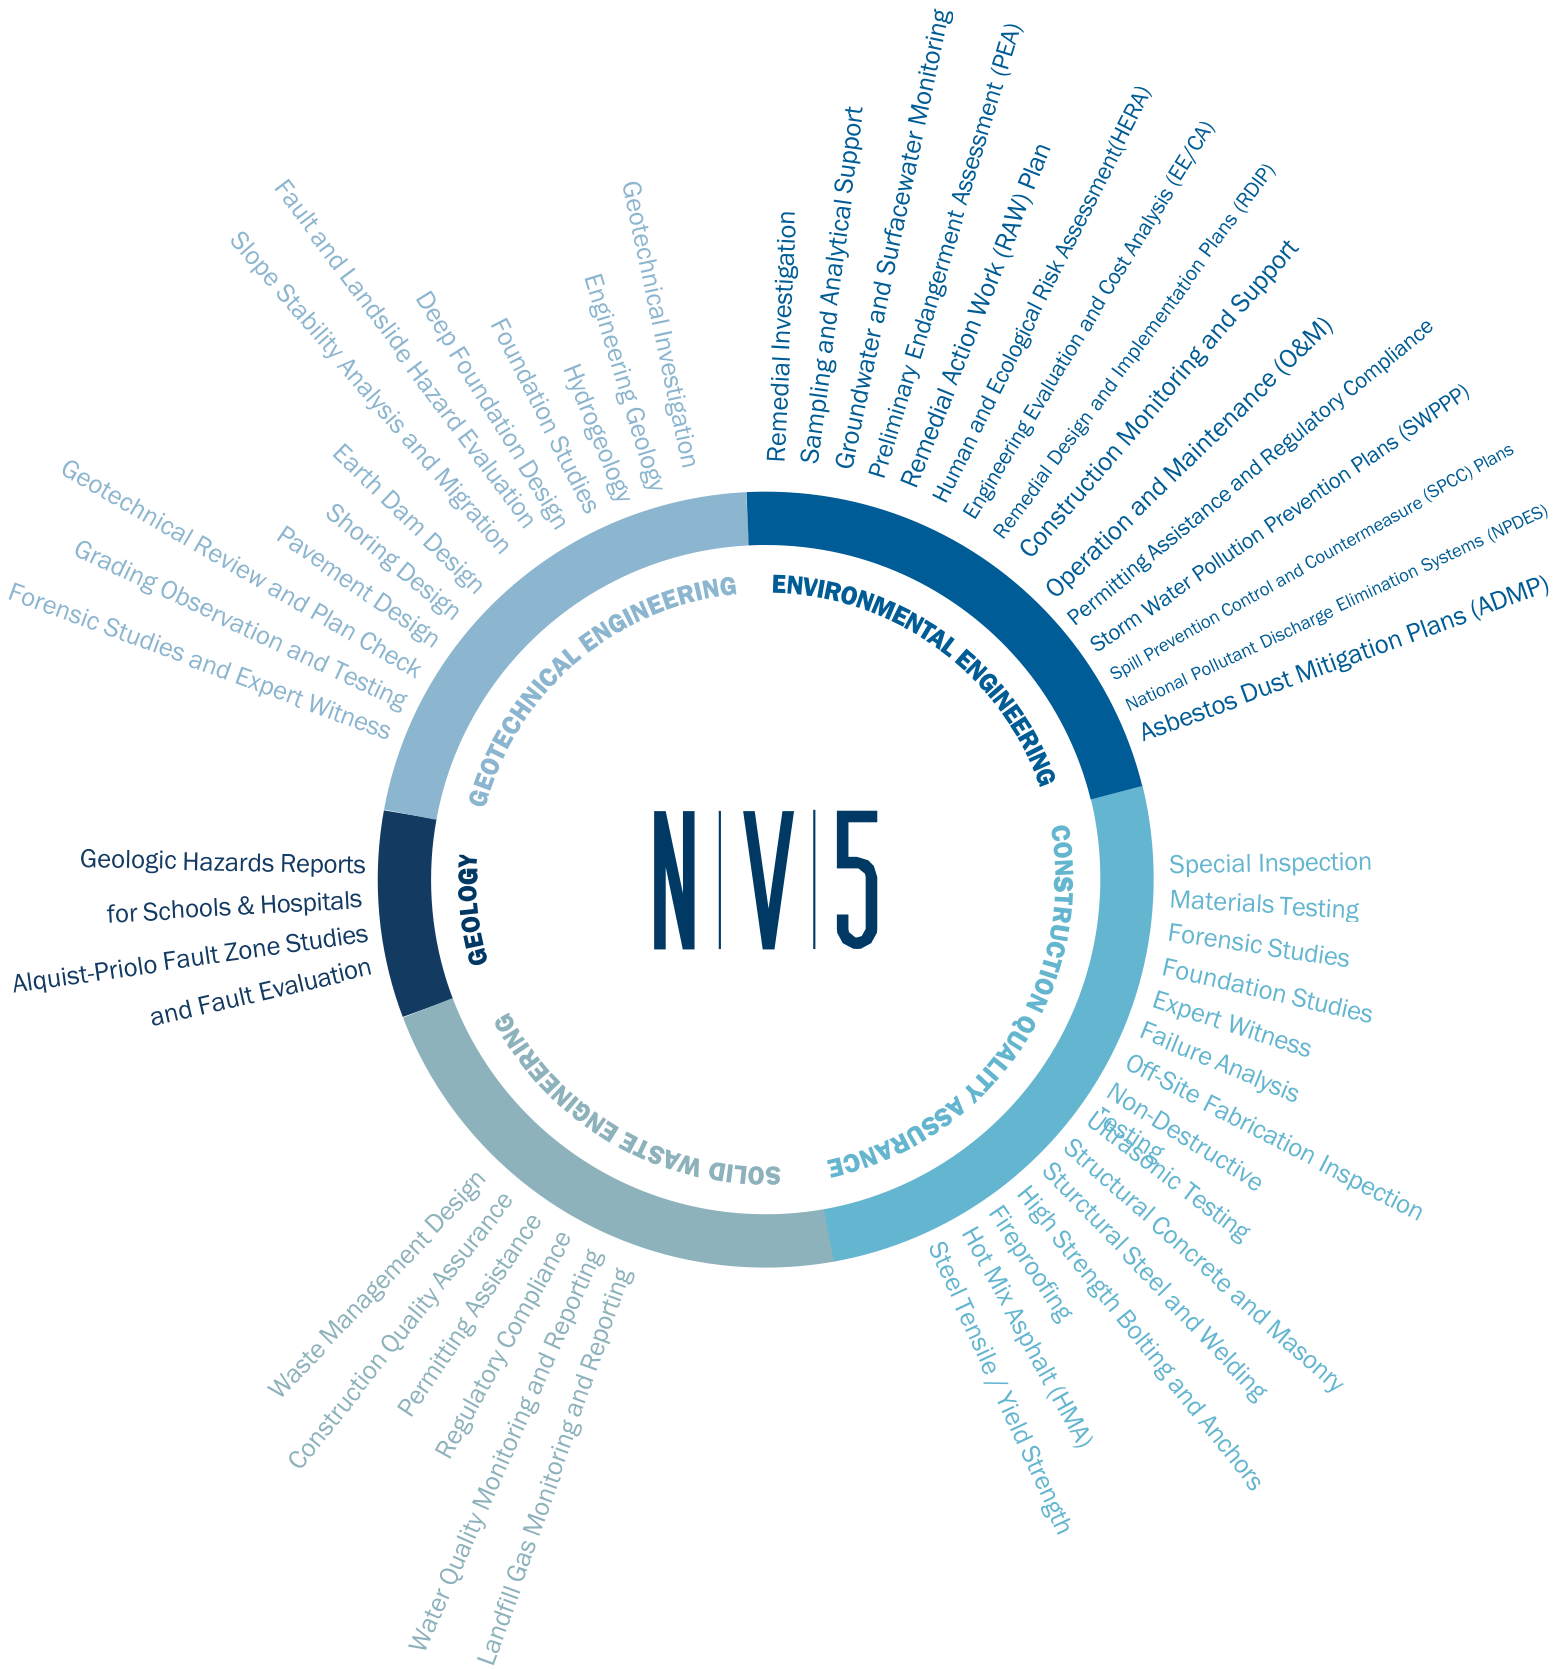 N|V|5
ENVIRONMENTAL ENGINEERING
Remedial Investigation
Sampling and Analytical Support
Groundwater and Surfacewater Monitoring
Preliminary Endangerment Assessment (PEA)
Remedial Action Work (RAW) Plan
Human and Ecological Risk Assessment(HERA)
Engineering Evaluation and Cost Analysis (EE/CA)
Remedial Design and Implementation Plans (RDIP)
Construction Monitoring and Support
Operation and Maintenance (O&M)
Permitting Assistance and Regulatory Compliance
Storm Water Pollution Prevention Plans (SWPPP)
Spill Prevention Control and Countermeasure (SPCC) Plans
National Pollutant Discharge Elimination Systems (NPDES)
Asbestos Dust Mitigation Plans (ADMP)
CONSTRUCTION QUALITY ASSURANCE
Special Inspection
Materials Testing
Forensic Studies
Foundation Studies
Expert Witness
Failure Analysis
Off-Site Fabrication Inspection
Non-Destructive
Testing
Ultrasonic Testing
Structural Concrete and Masonry
Sturctural Steel and Welding
High Strength Bolting and Anchors
Fireproofing
Hot Mix Asphalt (HMA)
Steel Tensile / Yield Strength
SOLID WASTE ENGINEERING
Landfill Gas Monitoring and Reporting
Water Quality Monitoring and Reporting
Regulatory Compliance
Permitting Assistance
Construction Quality Assurance
Waste Management Design
GEOLOGY
Geologic Hazards Reports
for Schools & Hospitals
Alquist-Priolo Fault Zone Studies
and Fault Evaluation
GEOTECHNICAL ENGINEERING
Forensic Studies and Expert Witness
Grading Observation and Testing
Geotechnical Review and Plan Check
Pavement Design
Shoring Design
Earth Dam Design
Slope Stability Analysis and Migration
Fault and Landslide Hazard Evaluation
Deep Foundation Design
Foundation Studies
Hydrogeology
Engineering Geology
Geotechnical Investigation